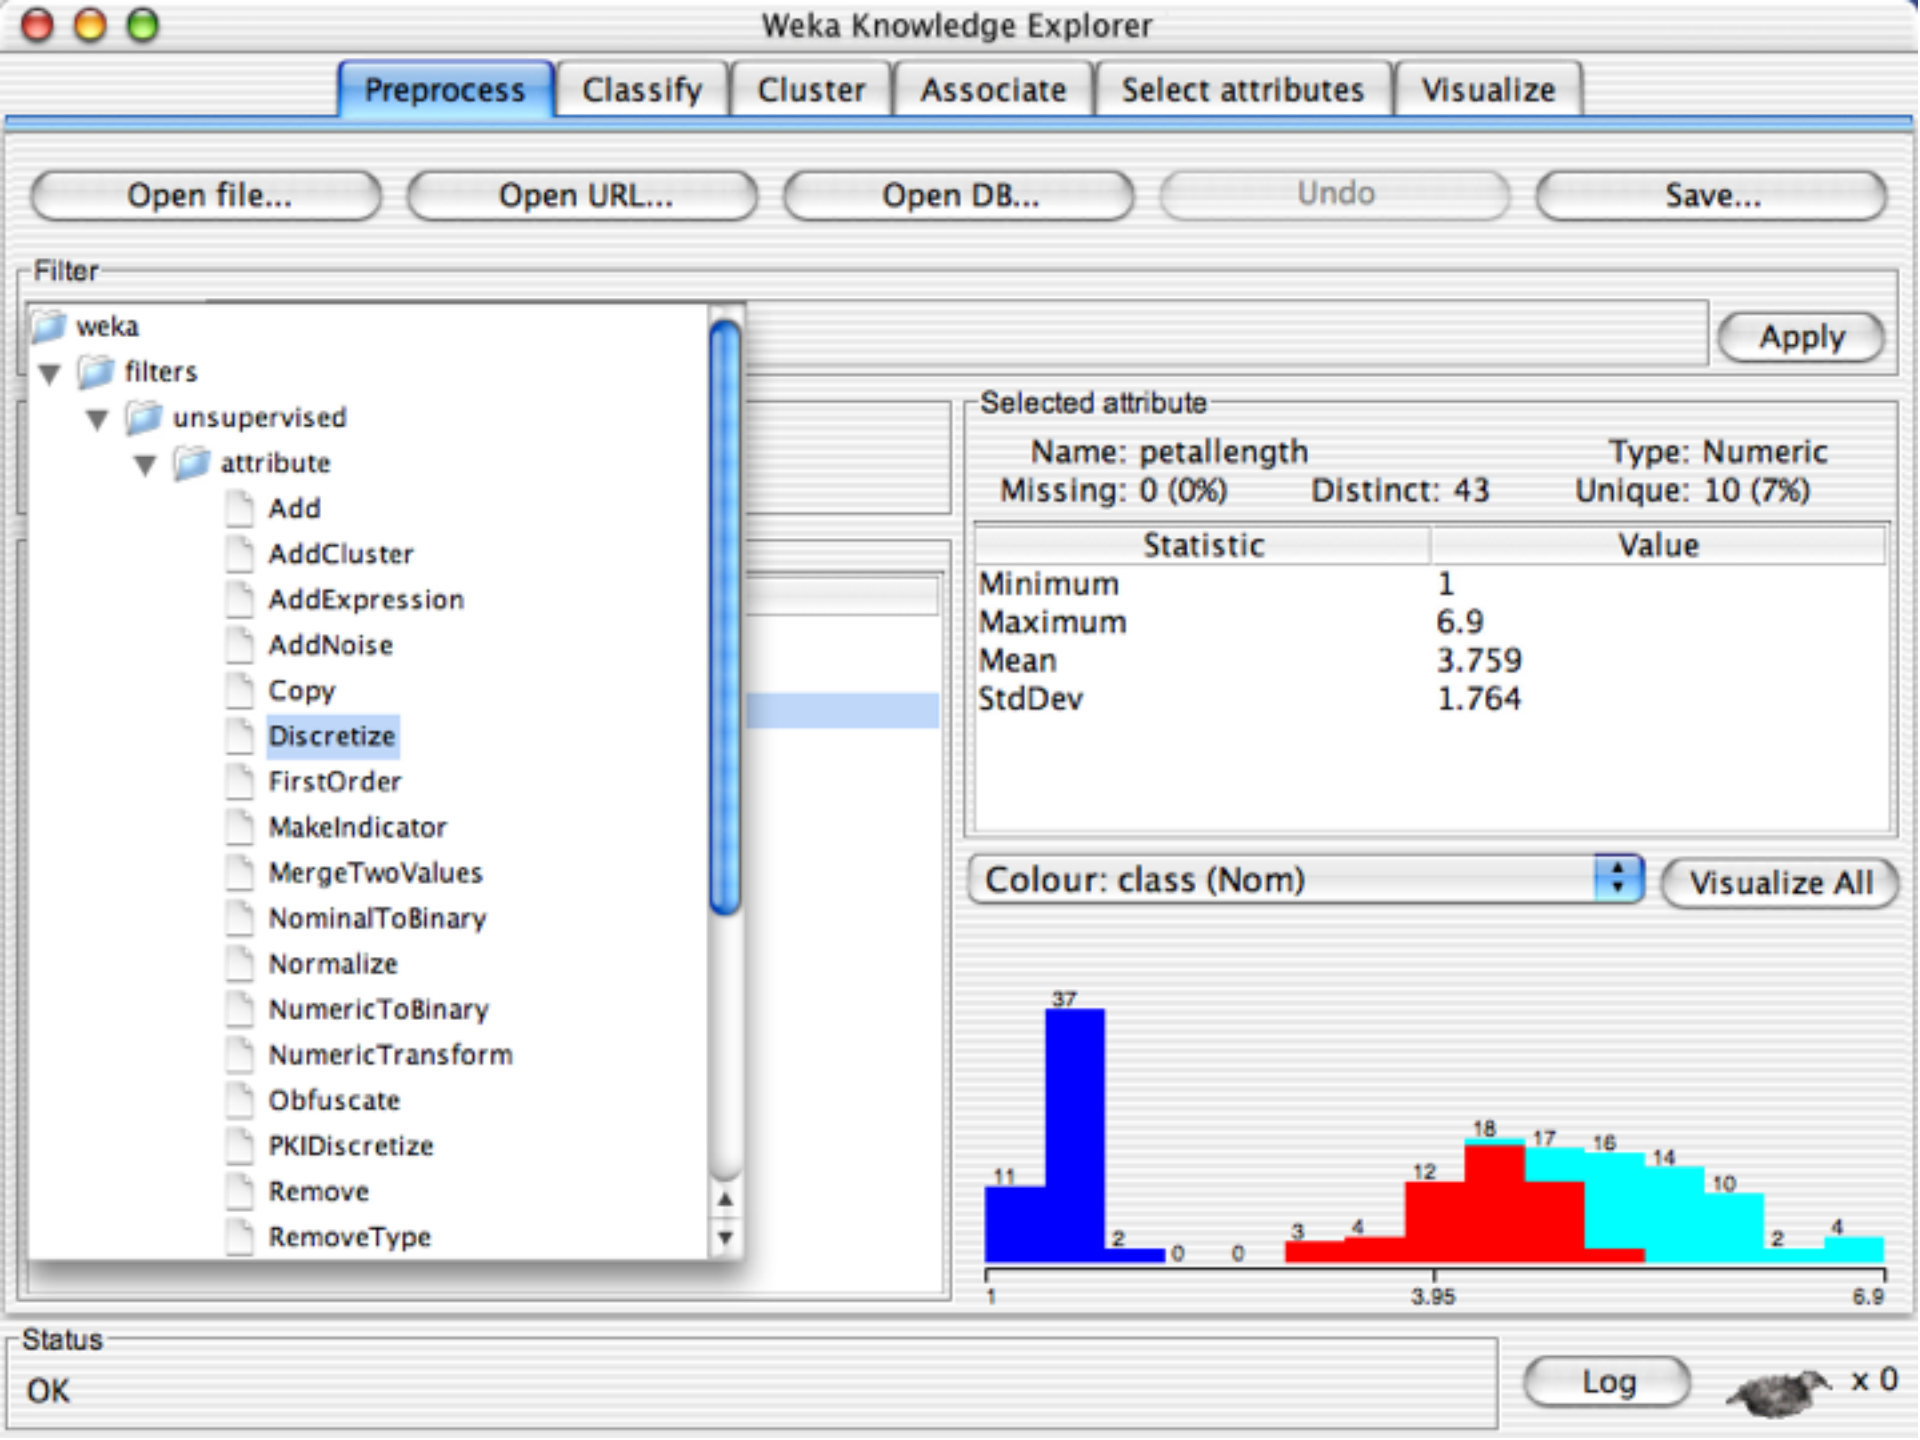 Weka Knowledge Explorer
Preprocess Classify Cluster Associate Select attributes Visualize
Open file... Open URL... Open DB... Undo Save...
Filter
weka
filters
unsupervised
attribute
Add
AddCluster
AddExpression
AddNoise
Copy
Discretize
FirstOrder
MakeIndicator
MergeTwoValues
NominalToBinary
Normalize
NumericToBinary
NumericTransform
Obfuscate
PKIDiscretize
Remove
RemoveType
Apply
Selected attribute
Name: petallength Type: Numeric
Missing: 0 (0%) Distinct: 43 Unique: 10 (7%)
Statistic Value
Minimum 1
Maximum 6.9
Mean 3.759
StdDev 1.764
Colour: class (Nom) Visualize All
11 37 2 0 0 3 4 12 18 17 16 14 10 2 4
1 3.95 6.9
Status
OK
Log x 0